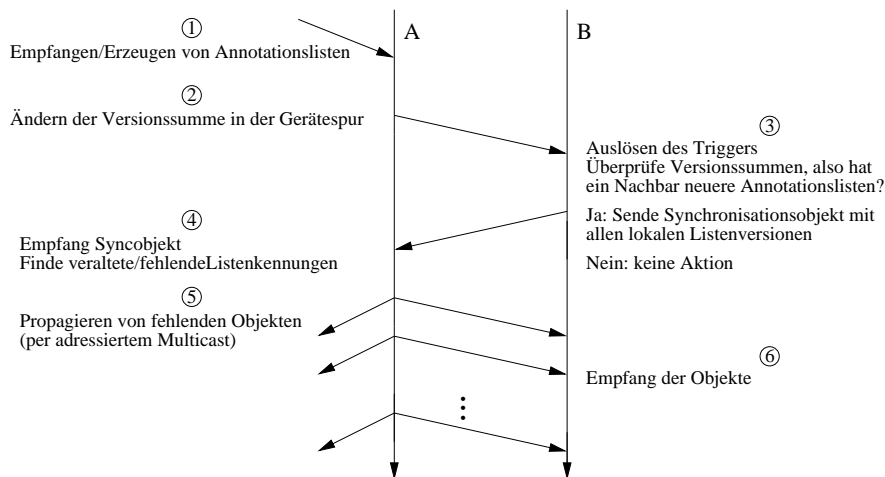 A
B
①
Empfangen/Erzeugen von Annotationslisten
②
Ändern der Versionssumme in der Gerätespur
③
Auslösen des Triggers
Überprüfe Versionssummen, also hat
ein Nachbar neuere Annotationslisten?
Ja: Sende Synchronisationsobjekt mit
allen lokalen Listenversionen
Nein: keine Aktion
④
Empfang Syncobjekt
Finde veraltete/fehlendeListenkennungen
⑤
Propagieren von fehlenden Objekten
(per adressiertem Multicast)
⑥
Empfang der Objekte